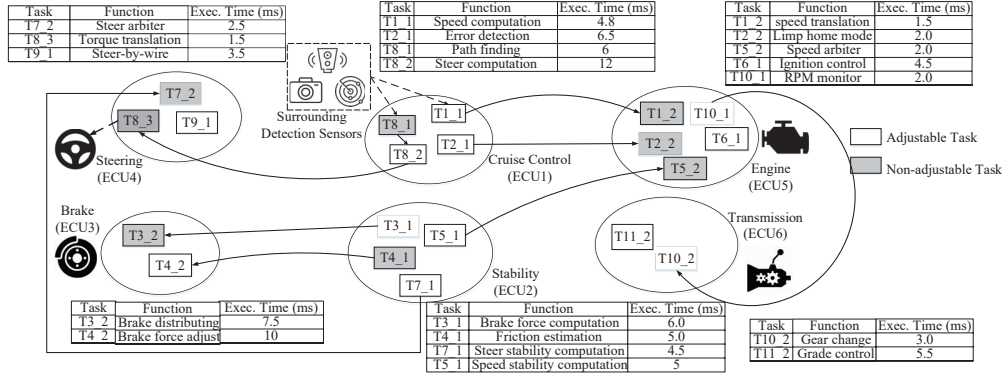 Task Function Exec. Time (ms)
T7_2 Steer arbiter 2.5
T8_3 Torque translation 1.5
T9_1 Steer-by-wire 3.5
Task Function Exec. Time (ms)
T1_1 Speed computation 4.8
T2_1 Error detection 6.5
T8_1 Path finding 6
T8_2 Steer computation 12
Task Function Exec. Time (ms)
T1_2 speed translation 1.5
T2_2 Limp home mode 2.0
T5_2 Speed arbiter 2.0
T6_1 Ignition control 4.5
T10_1 RPM monitor 2.0
T7_2
T8_3
T9_1
Steering
(ECU4)
Surrounding
Detection Sensors
T1_1
T8_1
T8_2
T2_1
Cruise Control
(ECU1)
T1_2
T10_1
T2_2
T6_1
T5_2
Engine
(ECU5)
Adjustable Task
Non-adjustable Task
Brake
(ECU3)
T3_2
T4_2
T3_1
T5_1
T4_1
T7_1
Stability
(ECU2)
T11_2
T10_2
Transmission
(ECU6)
Task Function Exec. Time (ms)
T3_2 Brake distributing 7.5
T4_2 Brake force adjust 10
Task Function Exec. Time (ms)
T3_1 Brake force computation 6.0
T4_1 Friction estimation 5.0
T7_1 Steer stability computation 4.5
T5_1 Speed stability computation 5
Task Function Exec. Time (ms)
T10_2 Gear change 3.0
T11_2 Grade control 5.5